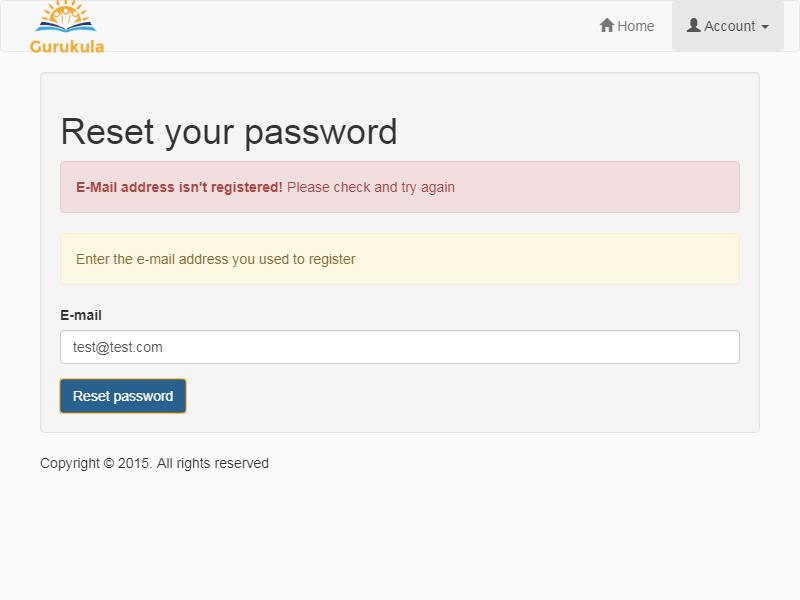 Gurukula
Home
Account
Reset your password
E-Mail address isn't registered! Please check and try again
Enter the e-mail address you used to register
E-mail
test@test.com
Reset password
Copyright © 2015. All rights reserved